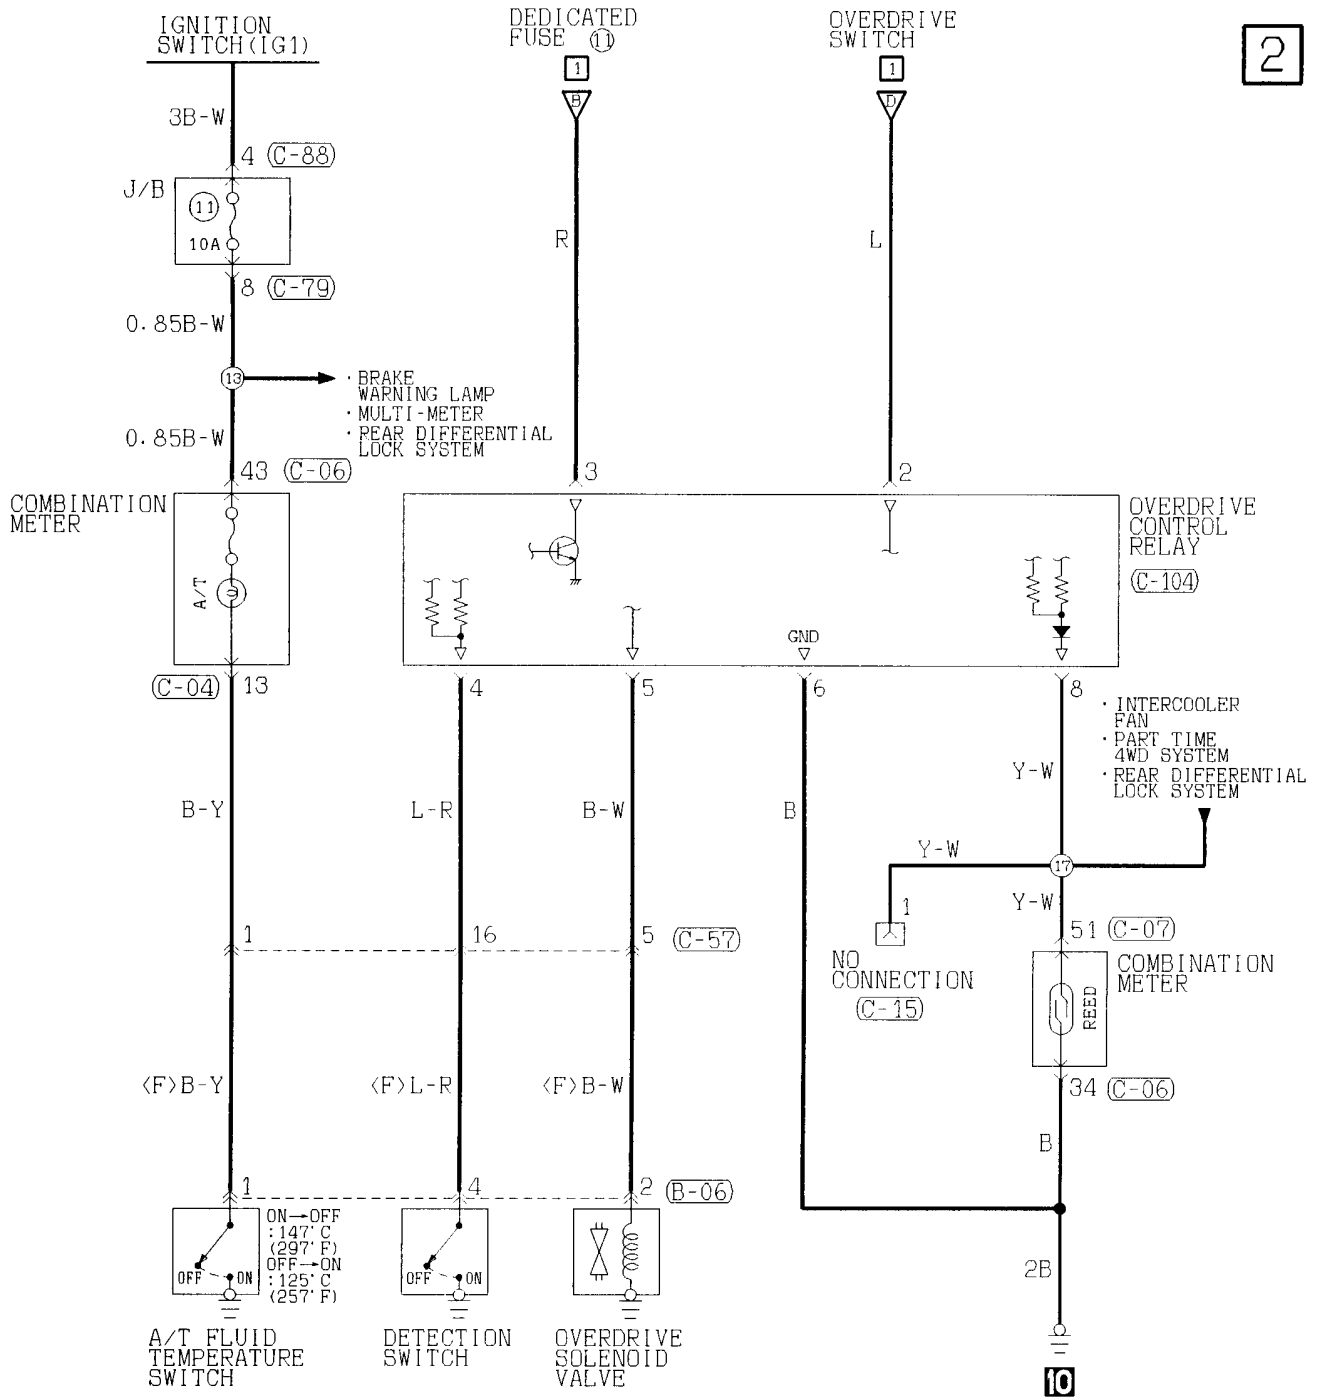 IGNITION
SWITCH(IG1)
DEDICATED
FUSE ⑪
1
B
OVERDRIVE
SWITCH
1
D
2
3B-W
4 (C-88)
J/B
11
10A
8 (C-79)
R
L
0.85B-W
13
· BRAKE
WARNING LAMP
· MULTI-METER
· REAR DIFFERENTIAL
LOCK SYSTEM
0.85B-W
43 (C-06)
3
2
COMBINATION
METER
A/T
OVERDRIVE
CONTROL
RELAY
(C-104)
GND
(C-04) 13
4
5
6
8
· INTERCOOLER
FAN
· PART TIME
4WD SYSTEM
· REAR DIFFERENTIAL
LOCK SYSTEM
B-Y
L-R
B-W
B
Y-W
Y-W
17
Y-W
1
16
5 (C-57)
1
NO
CONNECTION
(C-15)
51 (C-07)
COMBINATION
METER
REED
34 (C-06)
<F>B-Y
<F>L-R
<F>B-W
B
1
4
2 (B-06)
ON→OFF
:147°C
(297°F)
OFF→ON
:125°C
(257°F)
OFF ON
OFF ON
2B
A/T FLUID
TEMPERATURE
SWITCH
DETECTION
SWITCH
OVERDRIVE
SOLENOID
VALVE
10